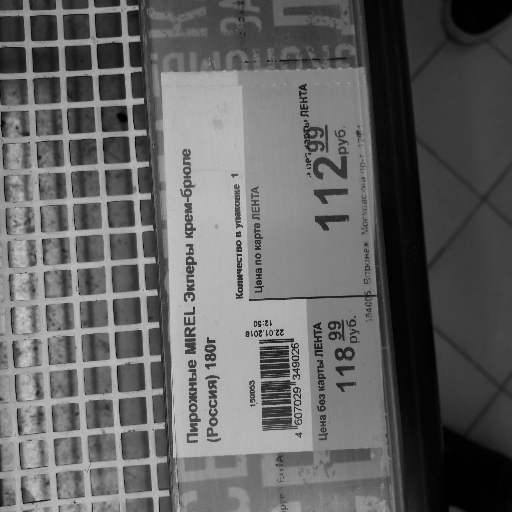 Пирожные MIREL Эклеры крем-брюле
(Россия) 180г
Количество в упаковке 1
Цена по карте ЛЕНТА
112 99
руб.
22.01.2018
12:50
150053
4 607029 349026
Цена без карты ЛЕНТА
118 99
руб.